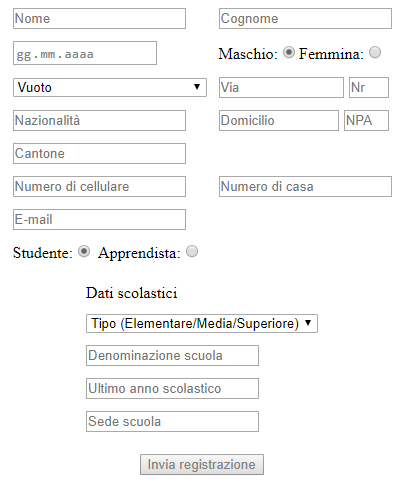 Nome Cognome
gg.mm.aaaa Maschio: Femmina:
Vuoto Via Nr
Nazionalità Domicilio NPA
Cantone
Numero di cellulare Numero di casa
E-mail
Studente: Apprendista:
Dati scolastici
Tipo (Elementare/Media/Superiore)
Denominazione scuola
Ultimo anno scolastico
Sede scuola
Invia registrazione